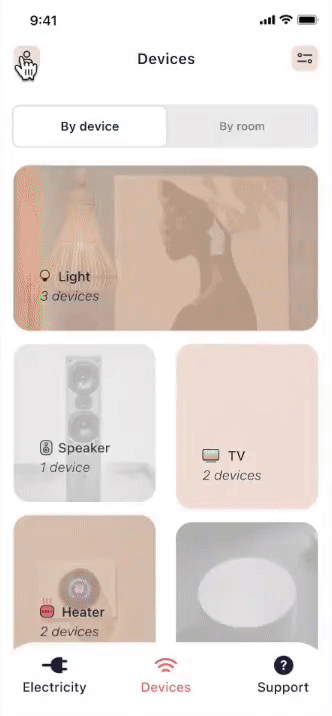 9:41
Devices
By device
By room
Light
3 devices
Speaker
1 device
TV
2 devices
Heater
2 devices
Electricity
Devices
Support